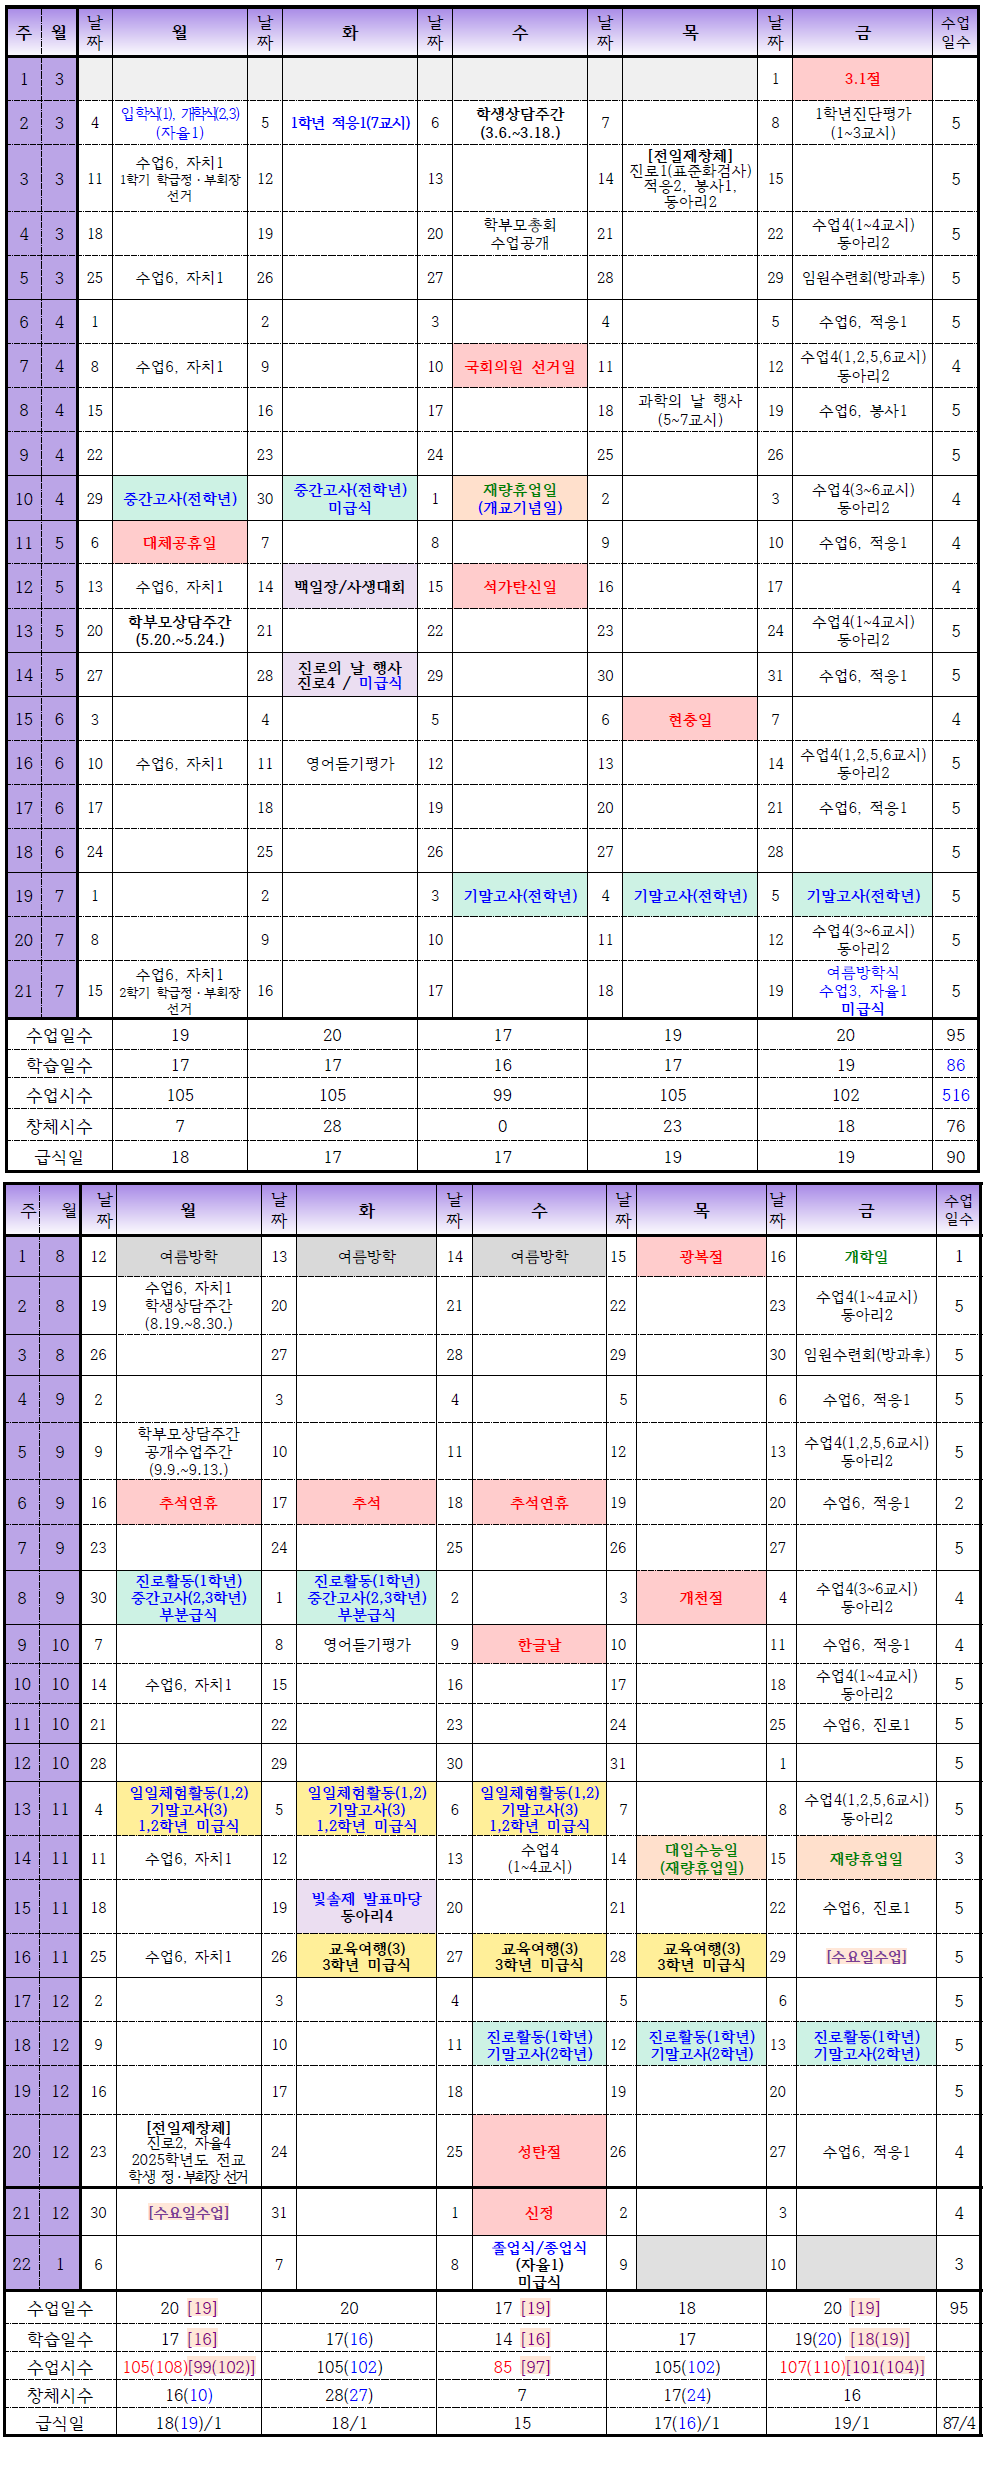 주 월 날짜 월 날짜 화 날짜 수 날짜 목 날짜 금 수업일수
1 3 1 3.1절
2 3 4 입학식(1), 개학식(2,3) (자율1) 5 1학년 적응1(7교시) 6 학생상담주간 (3.6.~3.18.) 7 8 1학년진단평가 (1~3교시) 5
3 3 11 수업6, 자치1 1학기 학급정·부회장 선거 12 13 14 [전일제창체] 진로1(표준화검사) 적응2, 봉사1, 동아리2 15 5
4 3 18 19 20 학부모총회 수업공개 21 22 수업4(1~4교시) 동아리2 5
5 3 25 수업6, 자치1 26 27 28 29 임원수련회(방과후) 5
6 4 1 2 3 4 5 수업6, 적응1 5
7 4 8 수업6, 자치1 9 10 국회의원 선거일 11 12 수업4(1,2,5,6교시) 동아리2 4
8 4 15 16 17 18 과학의 날 행사 (5~7교시) 19 수업6, 봉사1 5
9 4 22 23 24 25 26 5
10 4 29 중간고사(전학년) 30 중간고사(전학년) 미급식 1 재량휴업일 (개교기념일) 2 3 수업4(3~6교시) 동아리2 4
11 5 6 대체공휴일 7 8 9 10 수업6, 적응1 4
12 5 13 수업6, 자치1 14 백일장/사생대회 15 석가탄신일 16 17 4
13 5 20 학부모상담주간 (5.20.~5.24.) 21 22 23 24 수업4(1~4교시) 동아리2 5
14 5 27 28 진로의 날 행사 진로4 / 미급식 29 30 31 수업6, 적응1 5
15 6 3 4 5 6 현충일 7 4
16 6 10 수업6, 자치1 11 영어듣기평가 12 13 14 수업4(1,2,5,6교시) 동아리2 5
17 6 17 18 19 20 21 수업6, 적응1 5
18 6 24 25 26 27 28 5
19 7 1 2 3 기말고사(전학년) 4 기말고사(전학년) 5 기말고사(전학년) 5
20 7 8 9 10 11 12 수업4(3~6교시) 동아리2 5
21 7 15 수업6, 자치1 2학기 학급정·부회장 선거 16 17 18 19 여름방학식 수업3, 자율1 미급식 5
수업일수 19 20 17 19 20 95
학습일수 17 17 16 17 19 86
수업시수 105 105 99 105 102 516
창체시수 7 28 0 23 18 76
급식일 18 17 17 19 19 90
주 월 날짜 월 날짜 화 날짜 수 날짜 목 날짜 금 수업일수
1 8 12 여름방학 13 여름방학 14 여름방학 15 광복절 16 개학일 1
2 8 19 수업6, 자치1 학생상담주간 (8.19.~8.30.) 20 21 22 23 수업4(1~4교시) 동아리2 5
3 8 26 27 28 29 30 임원수련회(방과후) 5
4 9 2 3 4 5 6 수업6, 적응1 5
5 9 9 학부모상담주간 공개수업주간 (9.9.~9.13.) 10 11 12 13 수업4(1,2,5,6교시) 동아리2 5
6 9 16 추석연휴 17 추석 18 추석연휴 19 20 수업6, 적응1 2
7 9 23 24 25 26 27 5
8 9 30 진로활동(1학년) 중간고사(2,3학년) 부분급식 1 진로활동(1학년) 중간고사(2,3학년) 부분급식 2 3 개천절 4 수업4(3~6교시) 동아리2 4
9 10 7 8 영어듣기평가 9 한글날 10 11 수업6, 적응1 4
10 10 14 수업6, 자치1 15 16 17 18 수업4(1~4교시) 동아리2 5
11 10 21 22 23 24 25 수업6, 진로1 5
12 10 28 29 30 31 1 5
13 11 4 일일체험활동(1,2) 기말고사(3) 1,2학년 미급식 5 일일체험활동(1,2) 기말고사(3) 1,2학년 미급식 6 일일체험활동(1,2) 기말고사(3) 1,2학년 미급식 7 8 수업4(1,2,5,6교시) 동아리2 5
14 11 11 수업6, 자치1 12 13 수업4 (1~4교시) 14 대입수능일 (재량휴업일) 15 재량휴업일 3
15 11 18 19 빛솔제 발표마당 동아리4 20 21 22 수업6, 진로1 5
16 11 25 수업6, 자치1 26 교육여행(3) 3학년 미급식 27 교육여행(3) 3학년 미급식 28 교육여행(3) 3학년 미급식 29 [수요일수업] 5
17 12 2 3 4 5 6 5
18 12 9 10 11 진로활동(1학년) 기말고사(2학년) 12 진로활동(1학년) 기말고사(2학년) 13 진로활동(1학년) 기말고사(2학년) 5
19 12 16 17 18 19 20 5
20 12 23 [전일제창체] 진로2, 자율4 2025학년도 전교 학생 정·부회장 선거 24 25 성탄절 26 27 수업6, 적응1 4
21 12 30 [수요일수업] 31 1 신정 2 3 4
22 1 6 7 8 졸업식/종업식 (자율1) 미급식 9 10 3
수업일수 20 [19] 20 17 [19] 18 20 [19] 95
학습일수 17 [16] 17(16) 14 [16] 17 19(20) [18(19)]
수업시수 105(108)[99(102)] 105(102) 85 [97] 105(102) 107(110)[101(104)]
창체시수 16(10) 28(27) 7 17(24) 16
급식일 18(19)/1 18/1 15 17(16)/1 19/1 87/4